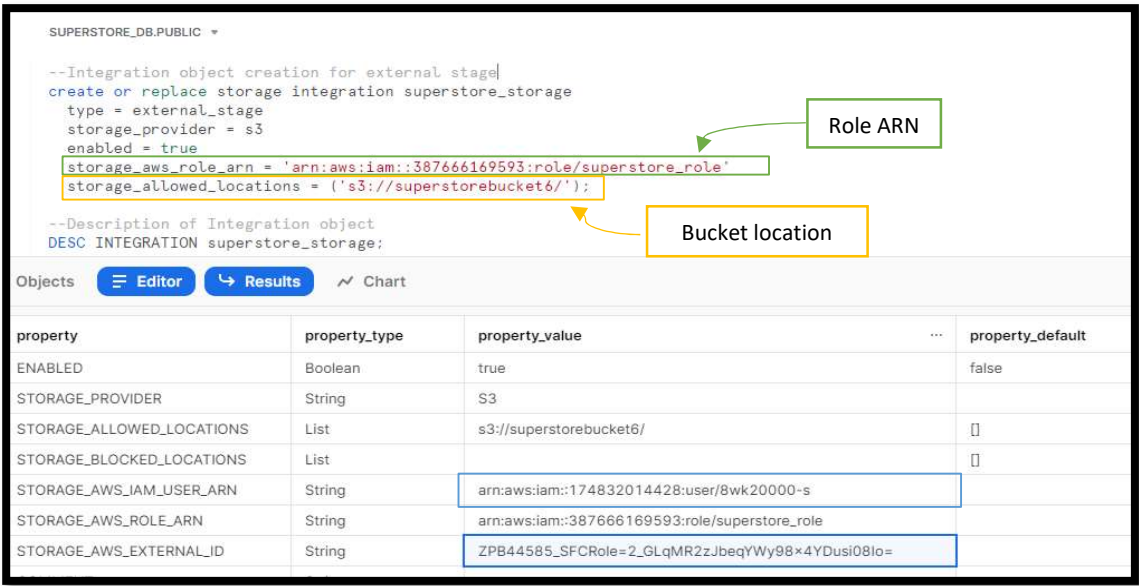 SUPERSTORE_DB.PUBLIC
--Integration object creation for external stage
create or replace storage integration superstore_storage
type = external_stage
storage_provider = s3
enabled = true
storage_aws_role_arn = 'arn:aws:iam::387666169593:role/superstore_role'
storage_allowed_locations = ('s3://superstorebucket6/');
Role ARN
Bucket location
--Description of Integration object
DESC INTEGRATION superstore_storage;
Objects Editor Results Chart
property property_type property_value ... property_default
ENABLED Boolean true false
STORAGE_PROVIDER String S3
STORAGE_ALLOWED_LOCATIONS List s3://superstorebucket6/ []
STORAGE_BLOCKED_LOCATIONS List []
STORAGE_AWS_IAM_USER_ARN String arn:aws:iam::174832014428:user/8wk20000-s
STORAGE_AWS_ROLE_ARN String arn:aws:iam::387666169593:role/superstore_role
STORAGE_AWS_EXTERNAL_ID String ZPB44585_SFCRole=2_GLqMR2zJbeqYWy98×4YDusi08Io=